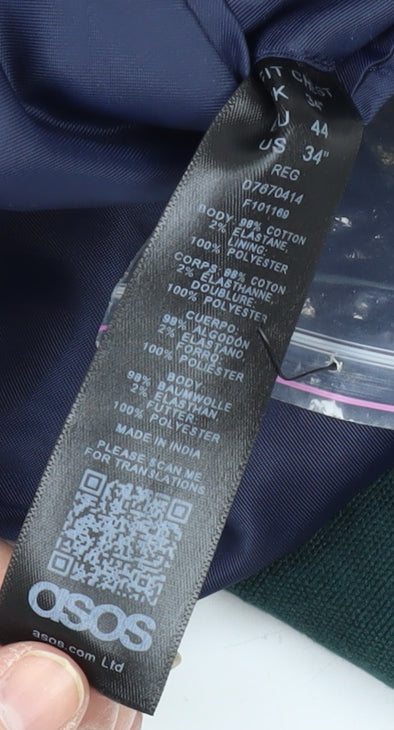 FIT CHEST
UK 34"
EU 44
US 34"
REG
07870414
F101169
BODY: 98% COTTON
2% ELASTANE
LINING:
100% POLYESTER
CORPS: 98% COTON
2% ELASTHANNE
DOUBLURE:
100% POLYESTER
CUERPO:
98% ALGODÓN
2% ELASTANO
FORRO:
100% POLIÉSTER
BODY:
98% BAUMWOLLE
2% ELASTHAN
FUTTER:
100% POLYESTER
MADE IN INDIA
PLEASE SCAN ME
FOR TRANSLATIONS
asos
asos.com Ltd